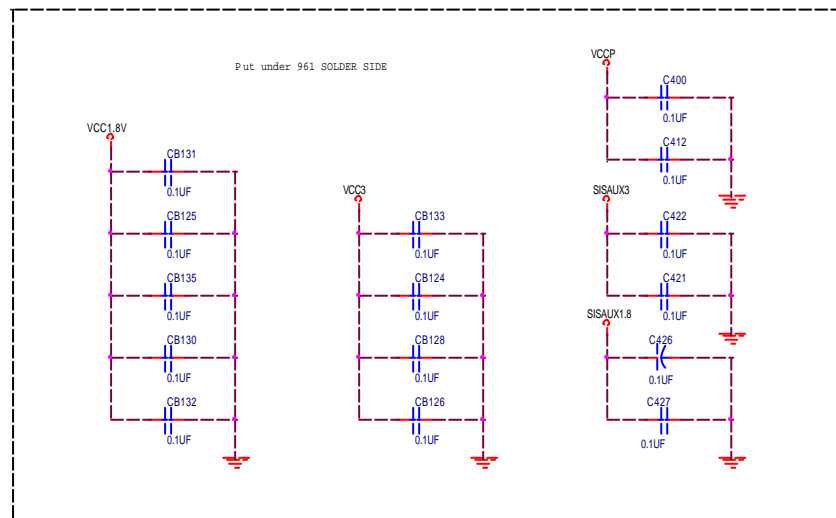 Put under 961 SOLDER SIDE
VCC1.8V
CB131
0.1UF
CB125
0.1UF
CB135
0.1UF
CB130
0.1UF
CB132
0.1UF
VCC3
CB133
0.1UF
CB124
0.1UF
CB128
0.1UF
CB126
0.1UF
VCCP
C400
0.1UF
C412
0.1UF
SISAUX3
C422
0.1UF
C421
0.1UF
SISAUX1.8
C426
0.1UF
C427
0.1UF